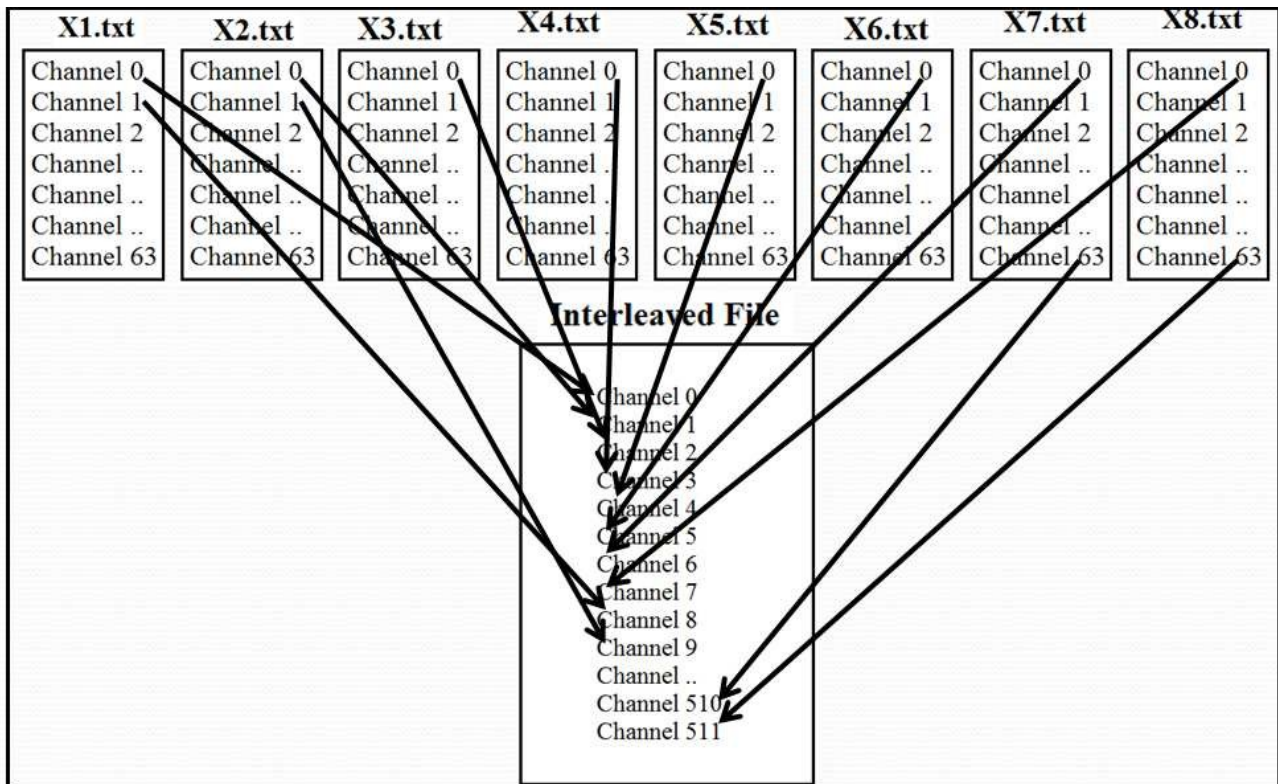 X1.txt X2.txt X3.txt X4.txt X5.txt X6.txt X7.txt X8.txt
Channel 0 Channel 0 Channel 0 Channel 0 Channel 0 Channel 0 Channel 0 Channel 0
Channel 1 Channel 1 Channel 1 Channel 1 Channel 1 Channel 1 Channel 1 Channel 1
Channel 2 Channel 2 Channel 2 Channel 2 Channel 2 Channel 2 Channel 2 Channel 2
Channel .. Channel .. Channel .. Channel .. Channel .. Channel .. Channel .. Channel ..
Channel .. Channel .. Channel .. Channel .. Channel .. Channel .. Channel .. Channel ..
Channel .. Channel .. Channel .. Channel .. Channel .. Channel .. Channel .. Channel ..
Channel 63 Channel 63 Channel 63 Channel 63 Channel 63 Channel 63 Channel 63 Channel 63
Interleaved File
Channel 0
Channel 1
Channel 2
Channel 3
Channel 4
Channel 5
Channel 6
Channel 7
Channel 8
Channel 9
Channel ..
Channel 510
Channel 511